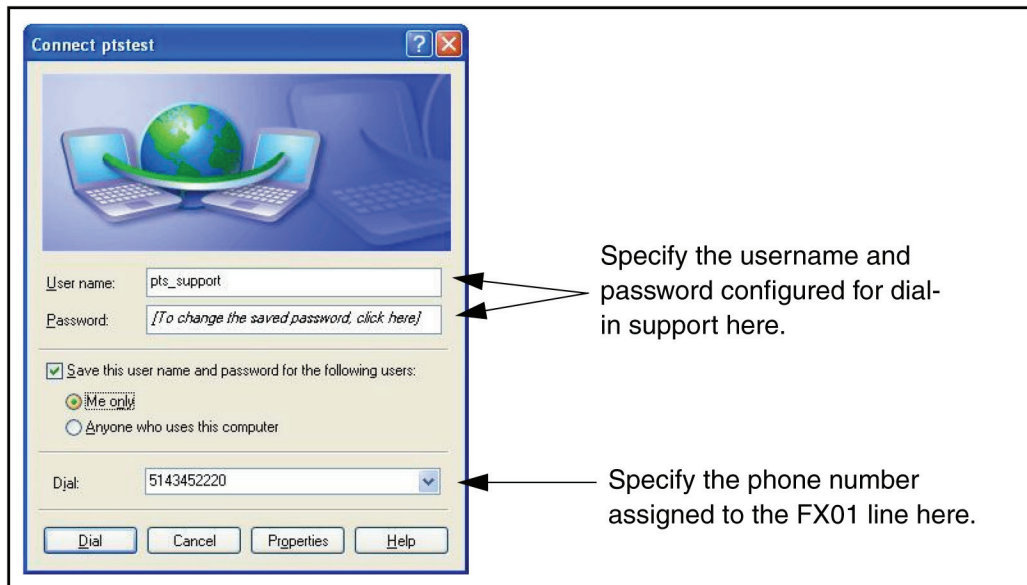 Connect ptstest
User name:
pts_support
Password:
[To change the saved password, click here]
Save this user name and password for the following users:
Me only
Anyone who uses this computer
Dial:
5143452220
Dial
Cancel
Properties
Help
Specify the username and
password configured for dial-
in support here.
Specify the phone number
assigned to the FX01 line here.